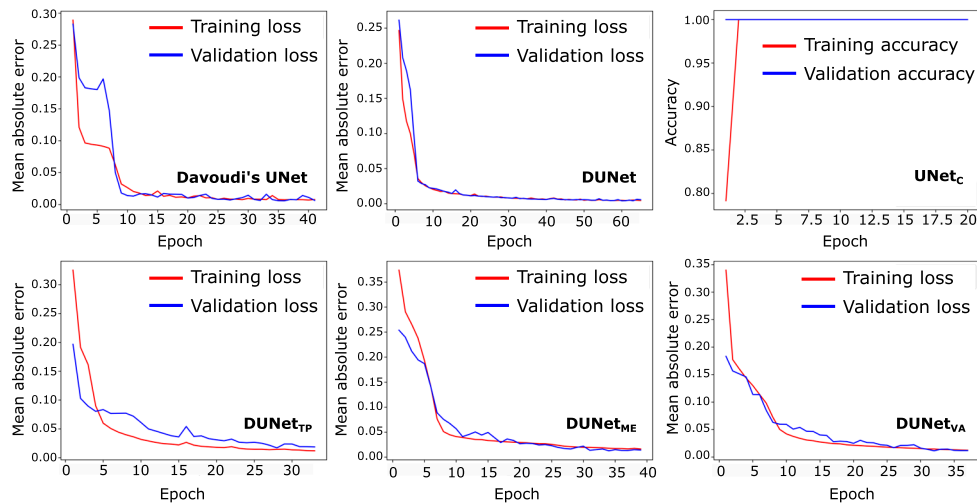 0.30
0.25
0.20
0.15
0.10
0.05
0.00
Mean absolute error
Training loss
Validation loss
Davoudi's UNet
0 5 10 15 20 25 30 35 40
Epoch
0.25
0.20
0.15
0.10
0.05
0.00
Mean absolute error
Training loss
Validation loss
DUNet
0 10 20 30 40 50 60
Epoch
1.00
0.95
0.90
0.85
0.80
Accuracy
Training accuracy
Validation accuracy
UNetC
2.5 5.0 7.5 10.0 12.5 15.0 17.5 20.0
Epoch
0.30
0.25
0.20
0.15
0.10
0.05
0.00
Mean absolute error
Training loss
Validation loss
DUNetTP
0 5 10 15 20 25 30
Epoch
0.35
0.30
0.25
0.20
0.15
0.10
0.05
0.00
Mean absolute error
Training loss
Validation loss
DUNetME
0 5 10 15 20 25 30 35 40
Epoch
0.35
0.30
0.25
0.20
0.15
0.10
0.05
0.00
Mean absolute error
Training loss
Validation loss
DUNetVA
0 5 10 15 20 25 30 35
Epoch